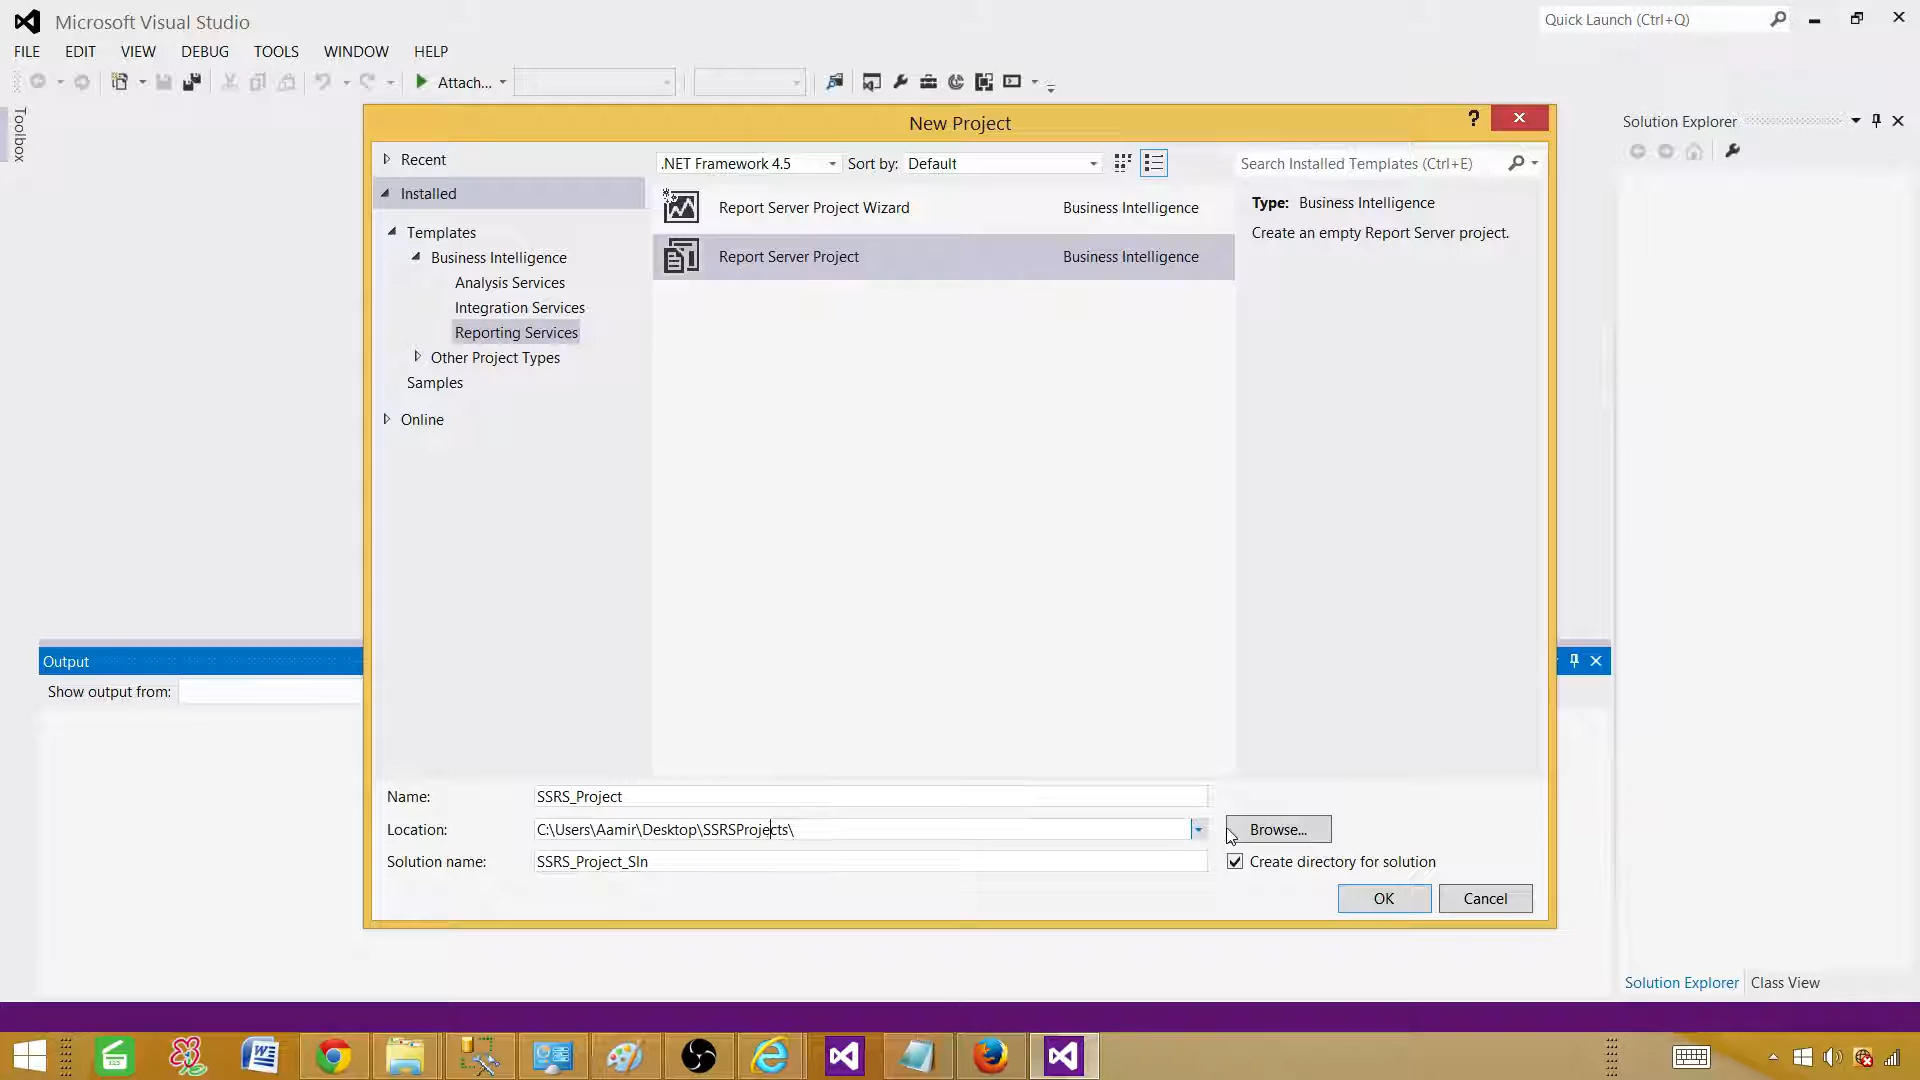 Microsoft Visual Studio
Quick Launch (Ctrl+Q)
FILE EDIT VIEW DEBUG TOOLS WINDOW HELP
Attach...
Toolbox
New Project
?
Solution Explorer
Recent
.NET Framework 4.5
Sort by: Default
Search Installed Templates (Ctrl+E)
Installed
Templates
Business Intelligence
Analysis Services
Integration Services
Reporting Services
Other Project Types
Samples
Online
Report Server Project Wizard Business Intelligence
Report Server Project Business Intelligence
Type: Business Intelligence
Create an empty Report Server project.
Output
Show output from:
Name: SSRS_Project
Location: C:\Users\Aamir\Desktop\SSRSProjects\
Browse...
Solution name: SSRS_Project_Sln
Create directory for solution
OK Cancel
Solution Explorer Class View